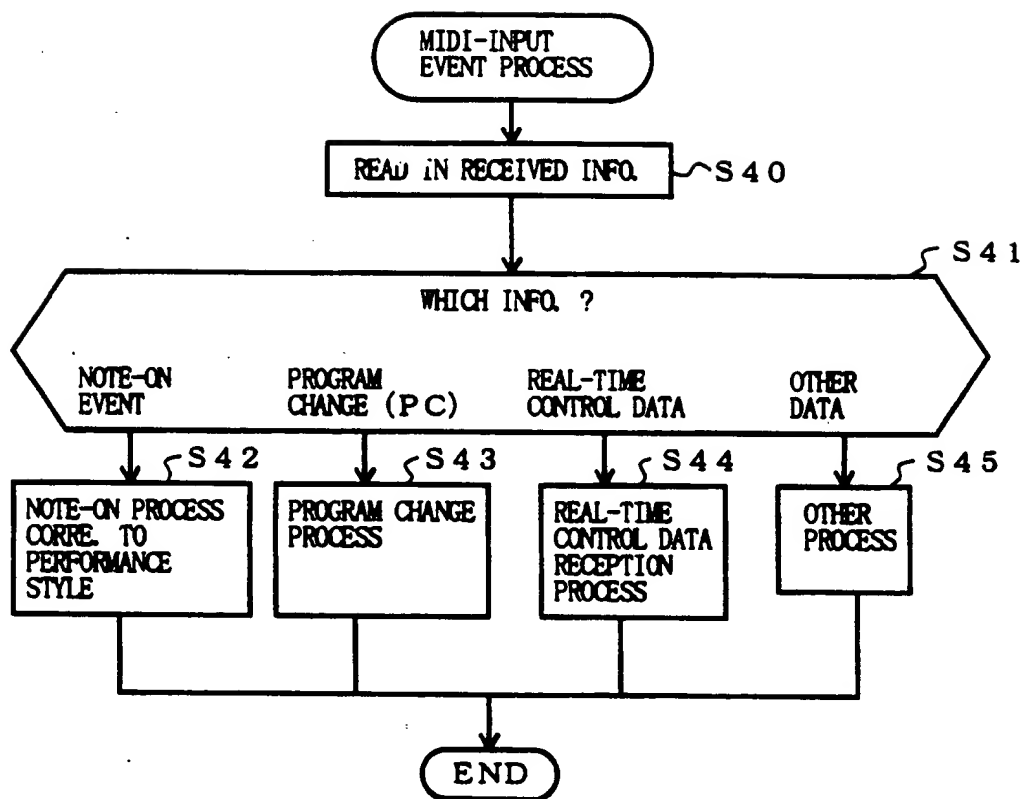 MIDI-INPUT
EVENT PROCESS
READ IN RECEIVED INFO.
S40
S41
WHICH INFO. ?
NOTE-ON
EVENT
PROGRAM
CHANGE (PC)
REAL-TIME
CONTROL DATA
OTHER
DATA
S42
S43
S44
S45
NOTE-ON PROCESS
CORRE. TO
PERFORMANCE
STYLE
PROGRAM CHANGE
PROCESS
REAL-TIME
CONTROL DATA
RECEPTION
PROCESS
OTHER
PROCESS
END